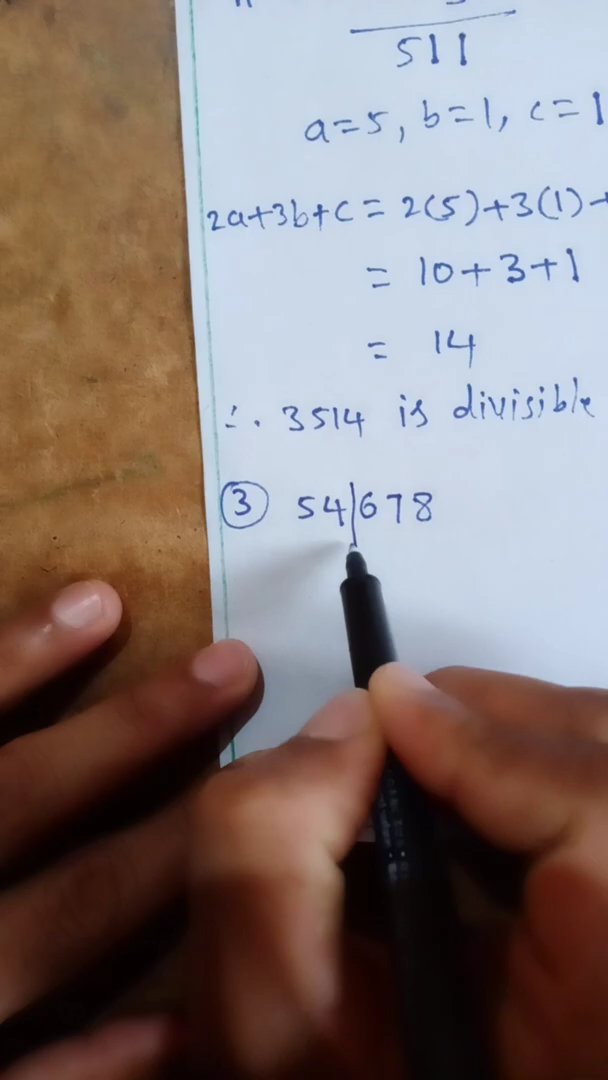 511
a=5, b=1, c=1
2a+3b+c = 2(5)+3(1)+
= 10+3+1
= 14
∴ 3514 is divisible
③ 54|678